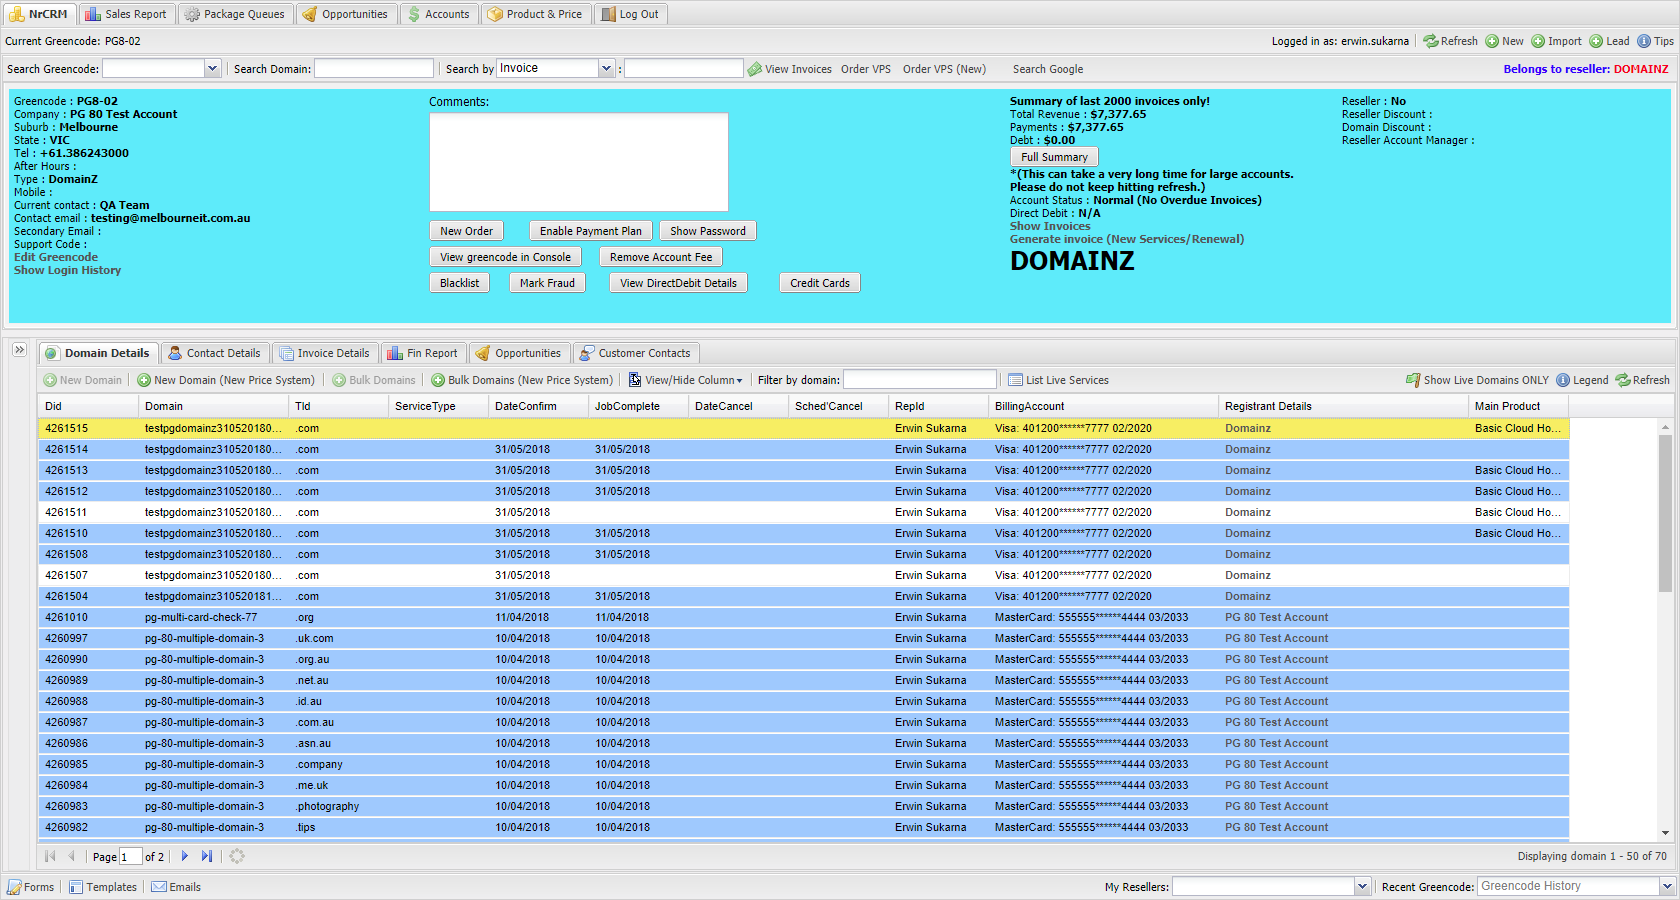 NrCRM Sales Report Package Queues Opportunities Accounts Product & Price Log Out
Current Greencode: PG8-02 Logged in as: erwin.sukarna Refresh New Import Lead Tips
Search Greencode: Search Domain: Search by Invoice : View Invoices Order VPS Order VPS (New) Search Google Belongs to reseller: DOMAINZ
Greencode : PG8-02
Company : PG 80 Test Account
Suburb : Melbourne
State : VIC
Tel : +61.386243000
After Hours :
Type : DomainZ
Mobile :
Current contact : QA Team
Contact email : testing@melbourneit.com.au
Secondary Email :
Support Code :
Edit Greencode
Show Login History
Comments:
New Order Enable Payment Plan Show Password
View greencode in Console Remove Account Fee
Blacklist Mark Fraud View DirectDebit Details Credit Cards
Summary of last 2000 invoices only!
Total Revenue : $7,377.65
Payments : $7,377.65
Debt : $0.00
Full Summary
*(This can take a very long time for large accounts.
Please do not keep hitting refresh.)
Account Status : Normal (No Overdue Invoices)
Direct Debit : N/A
Show Invoices
Generate invoice (New Services/Renewal)
DOMAINZ
Reseller : No
Reseller Discount :
Domain Discount :
Reseller Account Manager :
Domain Details Contact Details Invoice Details Fin Report Opportunities Customer Contacts
New Domain New Domain (New Price System) Bulk Domains Bulk Domains (New Price System) View/Hide Column Filter by domain: List Live Services Show Live Domains ONLY Legend Refresh
Did Domain Tld ServiceType DateConfirm JobComplete DateCancel Sched'Cancel RepId BillingAccount Registrant Details Main Product
4261515 testpgdomainz310520180... .com Erwin Sukarna Visa: 401200******7777 02/2020 Domainz Basic Cloud Ho...
4261514 testpgdomainz310520180... .com 31/05/2018 31/05/2018 Erwin Sukarna Visa: 401200******7777 02/2020 Domainz
4261513 testpgdomainz310520180... .com 31/05/2018 31/05/2018 Erwin Sukarna Visa: 401200******7777 02/2020 Domainz Basic Cloud Ho...
4261512 testpgdomainz310520180... .com 31/05/2018 31/05/2018 Erwin Sukarna Visa: 401200******7777 02/2020 Domainz Basic Cloud Ho...
4261511 testpgdomainz310520180... .com 31/05/2018 Erwin Sukarna Visa: 401200******7777 02/2020 Domainz Basic Cloud Ho...
4261510 testpgdomainz310520180... .com 31/05/2018 31/05/2018 Erwin Sukarna Visa: 401200******7777 02/2020 Domainz Basic Cloud Ho...
4261508 testpgdomainz310520180... .com 31/05/2018 31/05/2018 Erwin Sukarna Visa: 401200******7777 02/2020 Domainz
4261507 testpgdomainz310520180... .com 31/05/2018 Erwin Sukarna Visa: 401200******7777 02/2020 Domainz
4261504 testpgdomainz310520181... .com 31/05/2018 31/05/2018 Erwin Sukarna Visa: 401200******7777 02/2020 Domainz
4261010 pg-multi-card-check-77 .org 11/04/2018 11/04/2018 Erwin Sukarna MasterCard: 555555******4444 03/2033 PG 80 Test Account
4260997 pg-80-multiple-domain-3 .uk.com 10/04/2018 10/04/2018 Erwin Sukarna MasterCard: 555555******4444 03/2033 PG 80 Test Account
4260990 pg-80-multiple-domain-3 .org.au 10/04/2018 10/04/2018 Erwin Sukarna MasterCard: 555555******4444 03/2033 PG 80 Test Account
4260989 pg-80-multiple-domain-3 .net.au 10/04/2018 10/04/2018 Erwin Sukarna MasterCard: 555555******4444 03/2033 PG 80 Test Account
4260988 pg-80-multiple-domain-3 .id.au 10/04/2018 10/04/2018 Erwin Sukarna MasterCard: 555555******4444 03/2033 PG 80 Test Account
4260987 pg-80-multiple-domain-3 .com.au 10/04/2018 10/04/2018 Erwin Sukarna MasterCard: 555555******4444 03/2033 PG 80 Test Account
4260986 pg-80-multiple-domain-3 .asn.au 10/04/2018 10/04/2018 Erwin Sukarna MasterCard: 555555******4444 03/2033 PG 80 Test Account
4260985 pg-80-multiple-domain-3 .company 10/04/2018 10/04/2018 Erwin Sukarna MasterCard: 555555******4444 03/2033 PG 80 Test Account
4260984 pg-80-multiple-domain-3 .me.uk 10/04/2018 10/04/2018 Erwin Sukarna MasterCard: 555555******4444 03/2033 PG 80 Test Account
4260983 pg-80-multiple-domain-3 .photography 10/04/2018 10/04/2018 Erwin Sukarna MasterCard: 555555******4444 03/2033 PG 80 Test Account
4260982 pg-80-multiple-domain-3 .tips 10/04/2018 10/04/2018 Erwin Sukarna MasterCard: 555555******4444 03/2033 PG 80 Test Account
Page 1 of 2 Displaying domain 1 - 50 of 70
Forms Templates Emails My Resellers: Recent Greencode: Greencode History